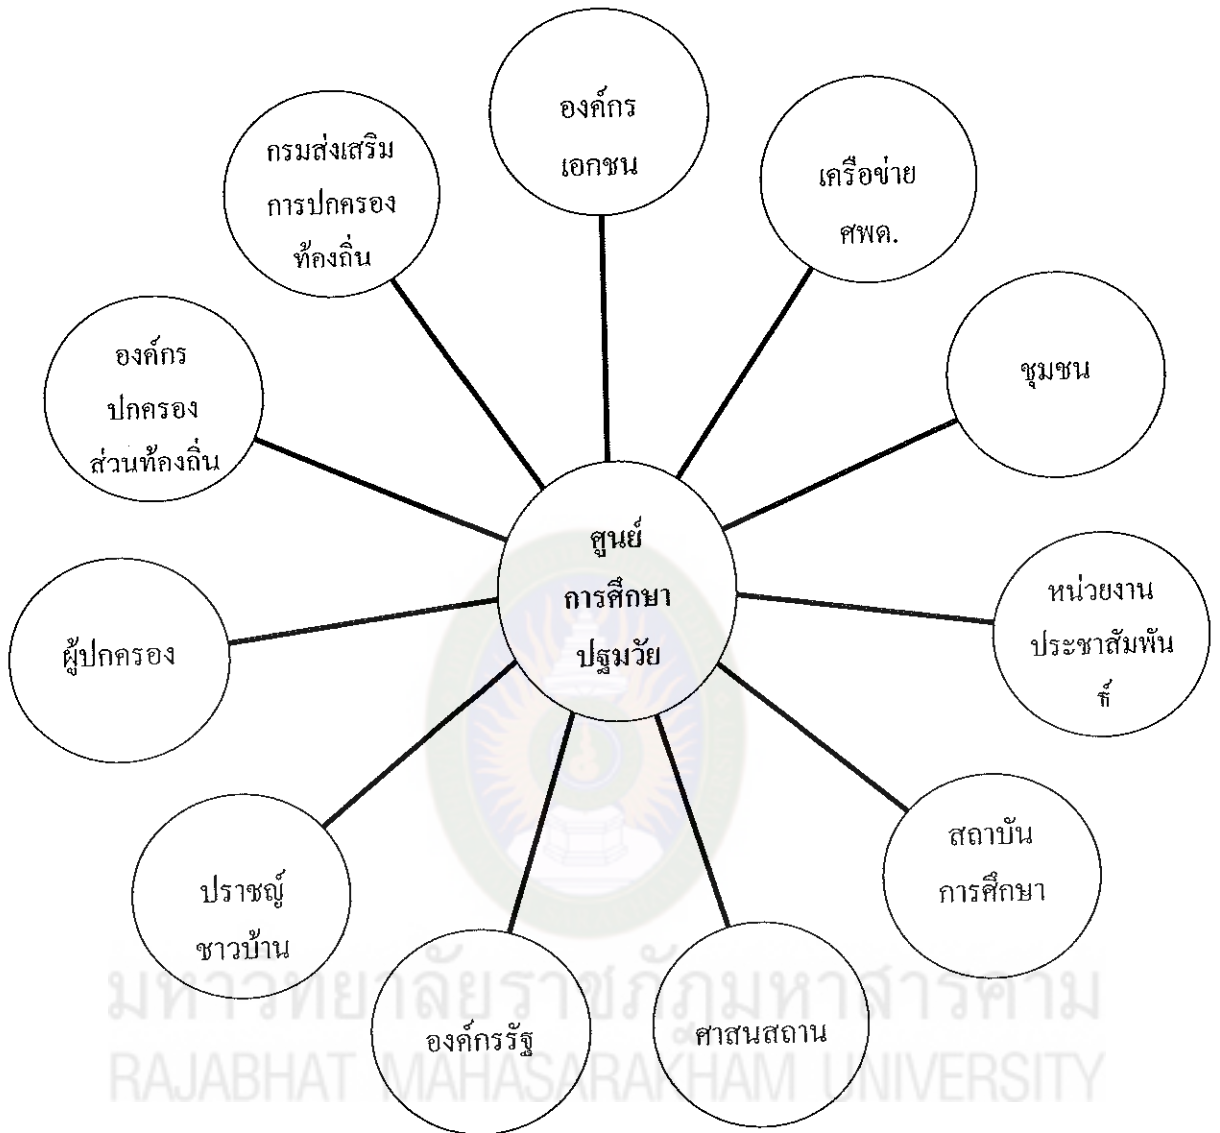 องค์กร
เอกชน
กรมส่งเสริม
การปกครอง
ท้องถิ่น
เครือข่าย
ศพด.
องค์กร
ปกครอง
ส่วนท้องถิ่น
ชุมชน
ศูนย์
การศึกษา
ปฐมวัย
หน่วยงาน
ประชาสัมพัน
ธ์
ผู้ปกครอง
สถาบัน
การศึกษา
ปราชญ์
ชาวบ้าน
องค์กรรัฐ
ศาสนสถาน
มหาวิทยาลัยราชภัฏมหาสารคาม
RAJABHAT MAHASARAKHAM UNIVERSITY